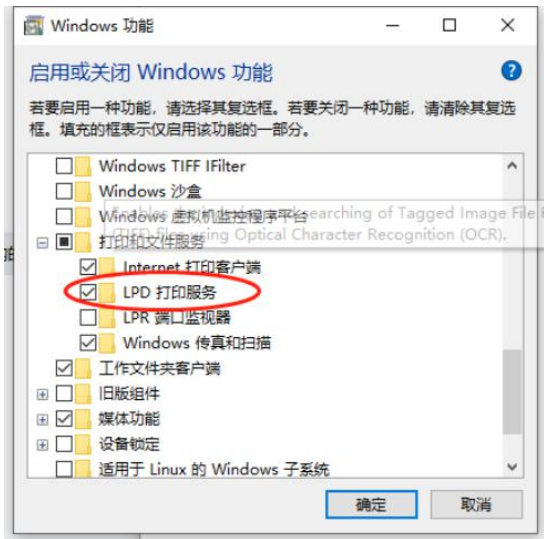 Windows 功能
启用或关闭 Windows 功能
若要启用一种功能，请选择其复选框。若要关闭一种功能，请清除其复选
框。填充的框表示仅启用该功能的一部分。
Windows TIFF IFilter
Windows 沙盒
Windows 虚拟机监控程序平台
Enables the indexing and searching of Tagged Image File F
(TIFF) files using Optical Character Recognition (OCR).
打印和文件服务
Internet 打印客户端
LPD 打印服务
LPR 端口监视器
Windows 传真和扫描
工作文件夹客户端
旧版组件
媒体功能
设备锁定
适用于 Linux 的 Windows 子系统
确定
取消